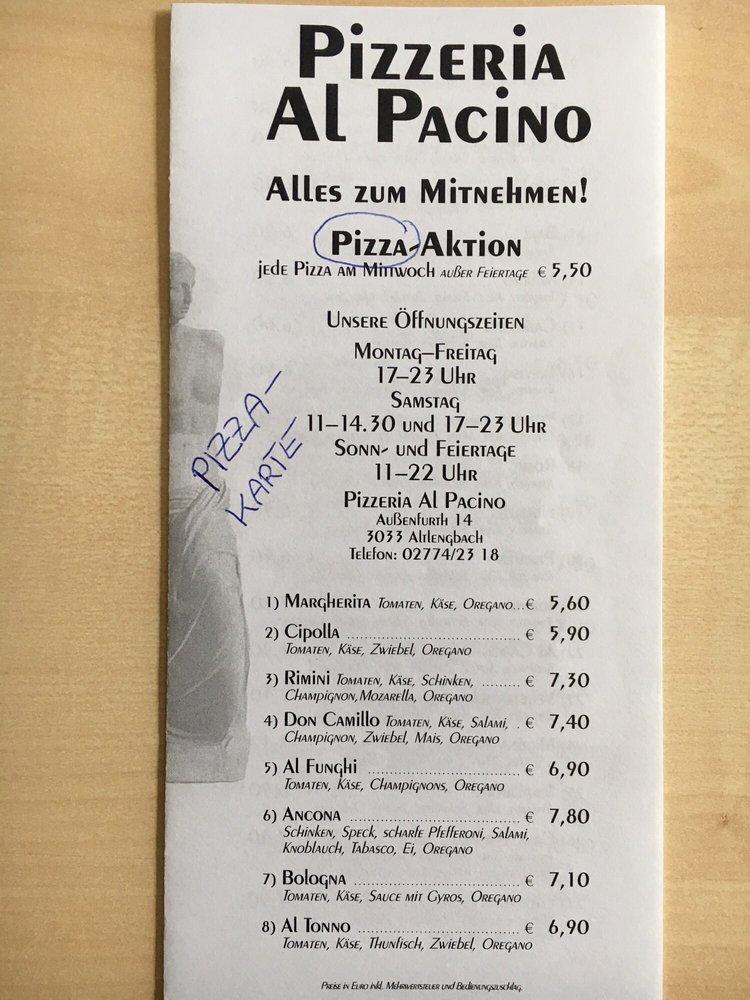 Pizzeria
Al Pacino
Alles zum Mitnehmen!
Pizza-Aktion
jede Pizza am Mittwoch außer Feiertage € 5,50
Unsere Öffnungszeiten
Montag–Freitag
17–23 Uhr
Samstag
11–14.30 und 17–23 Uhr
Sonn- und Feiertage
11–22 Uhr
PIZZA-
KARTE
Pizzeria Al Pacino
Außenfurth 14
3033 Altlengbach
Telefon: 02774/23 18
1) Margherita Tomaten, Käse, Oregano...€ 5,60
2) Cipolla ........................................ € 5,90
Tomaten, Käse, Zwiebel, Oregano
3) Rimini Tomaten, Käse, Schinken, ......... € 7,30
Champignon,Mozarella, Oregano
4) Don Camillo Tomaten, Käse, Salami, .. € 7,40
Champignon, Zwiebel, Mais, Oregano
5) Al Funghi ................................... € 6,90
Tomaten, Käse, Champignons, Oregano
6) Ancona ....................................... € 7,80
Schinken, Speck, scharfe Pfefferoni, Salami,
Knoblauch, Tabasco, Ei, Oregano
7) Bologna ...................................... € 7,10
Tomaten, Käse, Sauce mit Gyros, Oregano
8) Al Tonno ..................................... € 6,90
Tomaten, Käse, Thunfisch, Zwiebel, Oregano
Preise in Euro inkl. Mehrwertsteuer und Bedienungszuschlag.